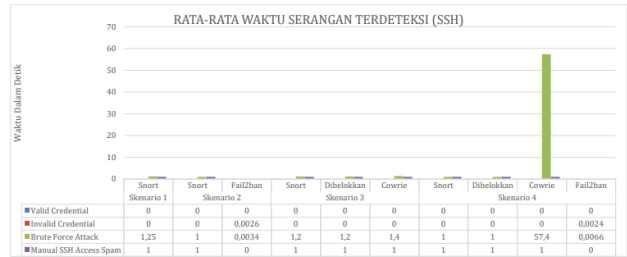 RATA-RATA WAKTU SERANGAN TERDETEKSI (SSH)
Waktu Dalam Detik
70
60
50
40
30
20
10
0
Snort Snort Fail2ban Snort Dibelokkan Cowrie Snort Dibelokkan Cowrie Fail2ban
Skenario 1 Skenario 2 Skenario 3 Skenario 4
Valid Credential 0 0 0 0 0 0 0 0 0 0
Invalid Credential 0 0 0,0026 0 0 0 0 0 0 0,0024
Brute Force Attack 1,25 1 0,0034 1,2 1,2 1,4 1 1 57,4 0,0066
Manual SSH Access Spam 1 1 0 1 1 1 1 1 1 0